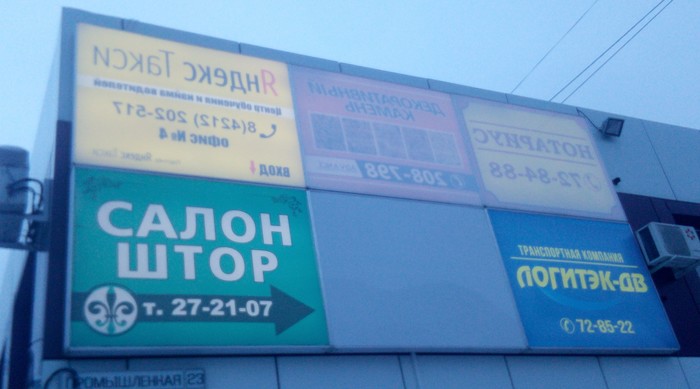 Яндекс Такси
Центр обучения и найма водителей
8(4212) 202-517
офис № 4
ВХОД
ДЕКОРАТИВНЫЙ
КАМЕНЬ
208-798
НОТАРИУС
72-84-88
САЛОН
ШТОР
т. 27-21-07
ТРАНСПОРТНАЯ КОМПАНИЯ
ЛОГИТЭК-ДВ
72-85-22
ПРОМЫШЛЕННАЯ 23